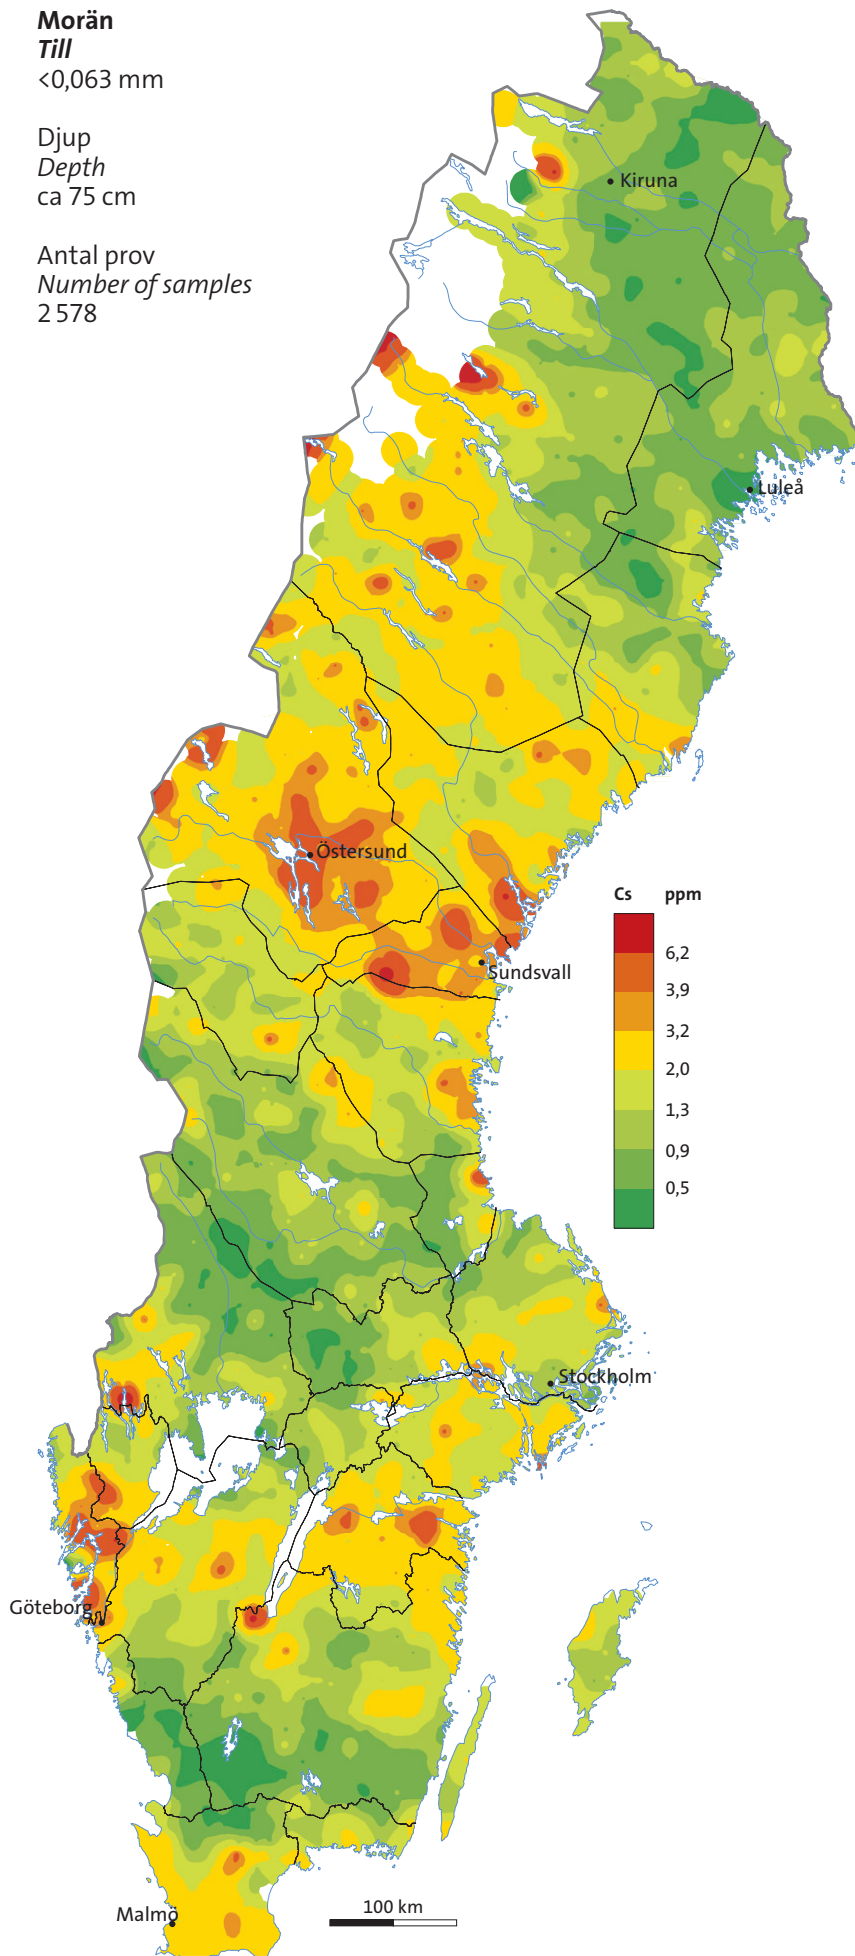 Morän
Till
<0,063 mm
Djup
Depth
ca 75 cm
Antal prov
Number of samples
2 578
Kiruna
Luleå
Östersund
Sundsvall
Cs ppm
6,2
3,9
3,2
2,0
1,3
0,9
0,5
Stockholm
Göteborg
Malmö
100 km